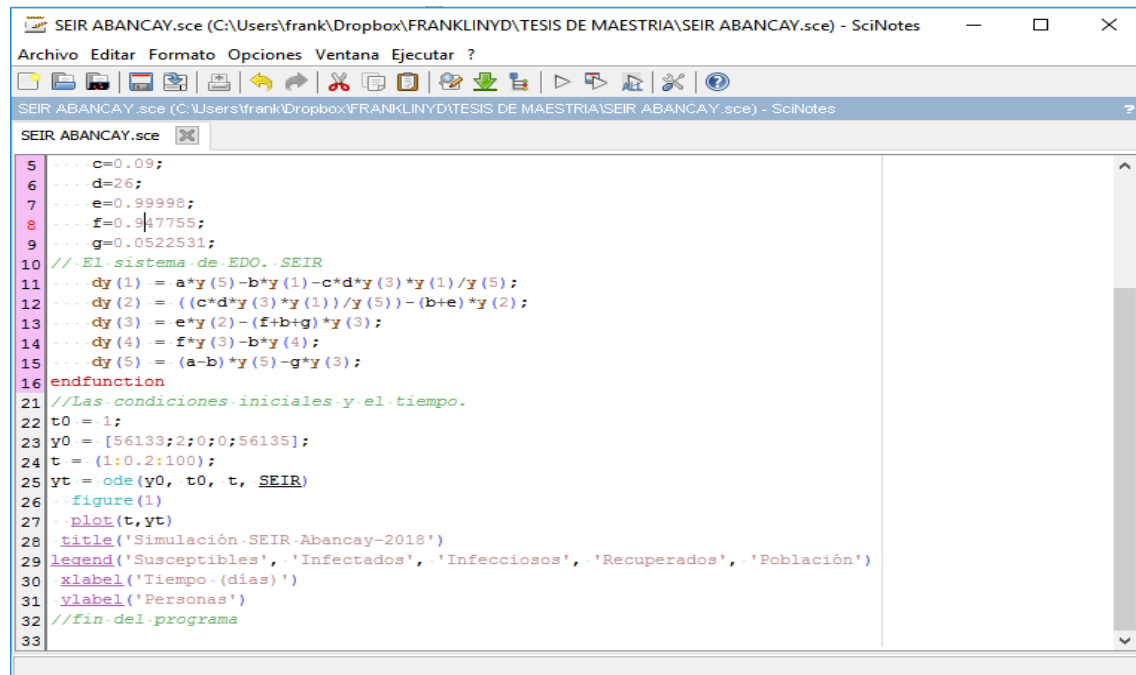 SEIR ABANCAY.sce (C:\Users\frank\Dropbox\FRANKLINYD\TESIS DE MAESTRIA\SEIR ABANCAY.sce) - SciNotes
Archivo Editar Formato Opciones Ventana Ejecutar ?
SEIR ABANCAY.sce (C:\Users\frank\Dropbox\FRANKLINYD\TESIS DE MAESTRIA\SEIR ABANCAY.sce) - SciNotes ?
SEIR ABANCAY.sce
5 c=0.09;
6 d=26;
7 e=0.99998;
8 f=0.947755;
9 g=0.0522531;
10 // El sistema de EDO. SEIR
11 dy(1) = a*y(5)-b*y(1)-c*d*y(3)*y(1)/y(5);
12 dy(2) = ((c*d*y(3)*y(1))/y(5))-(b+e)*y(2);
13 dy(3) = e*y(2)-(f+b+g)*y(3);
14 dy(4) = f*y(3)-b*y(4);
15 dy(5) = (a-b)*y(5)-g*y(3);
16 endfunction
21 //Las condiciones iniciales y el tiempo.
22 t0 = 1;
23 y0 = [56133;2;0;0;56135];
24 t = (1:0.2:100);
25 yt = ode(y0, t0, t, SEIR)
26 figure(1)
27 plot(t,yt)
28 title('Simulación SEIR Abancay-2018')
29 legend('Susceptibles', 'Infectados', 'Infecciosos', 'Recuperados', 'Población')
30 xlabel('Tiempo (días)')
31 ylabel('Personas')
32 //fin del programa
33